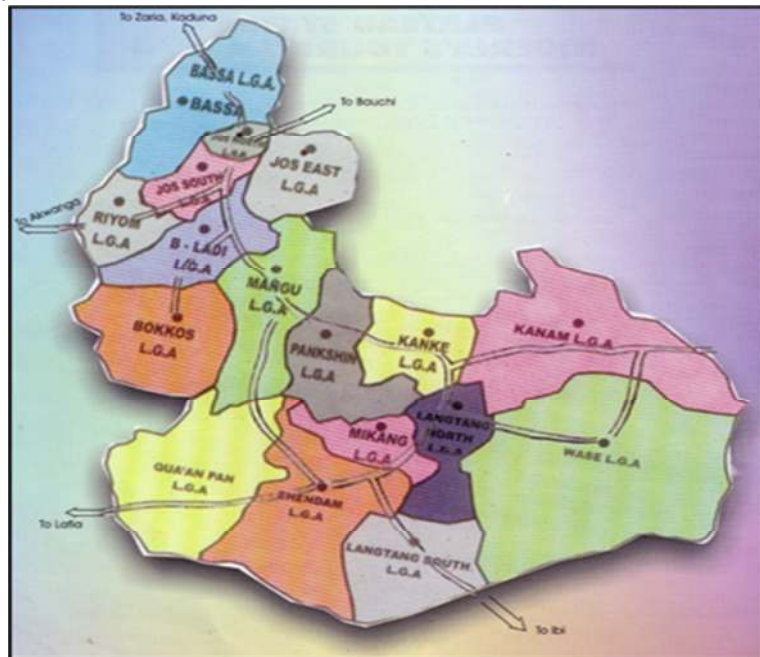 To Zaria, Kaduna
BASSA L.G.A.
BASSA
To Bauchi
L.G.A
JOS EAST
L.G.A
JOS SOUTH
L.G.A
To Akwanga
RIYOM
L.G.A
B - LADI
L/G.A
MANGU
L.G.A
BOKKOS
L.G.A
PANKSHIN
L.G.A
KANKE
L.G.A
KANAM L.G.A
LANGTANG
NORTH
L.G.A
MIKANG
L.G.A
WASE L.G.A
QUA'AN PAN
L.G.A
SHENDAM
L.G.A
To Lafia
LANGTANG SOUTH
L.G.A
To Ibi